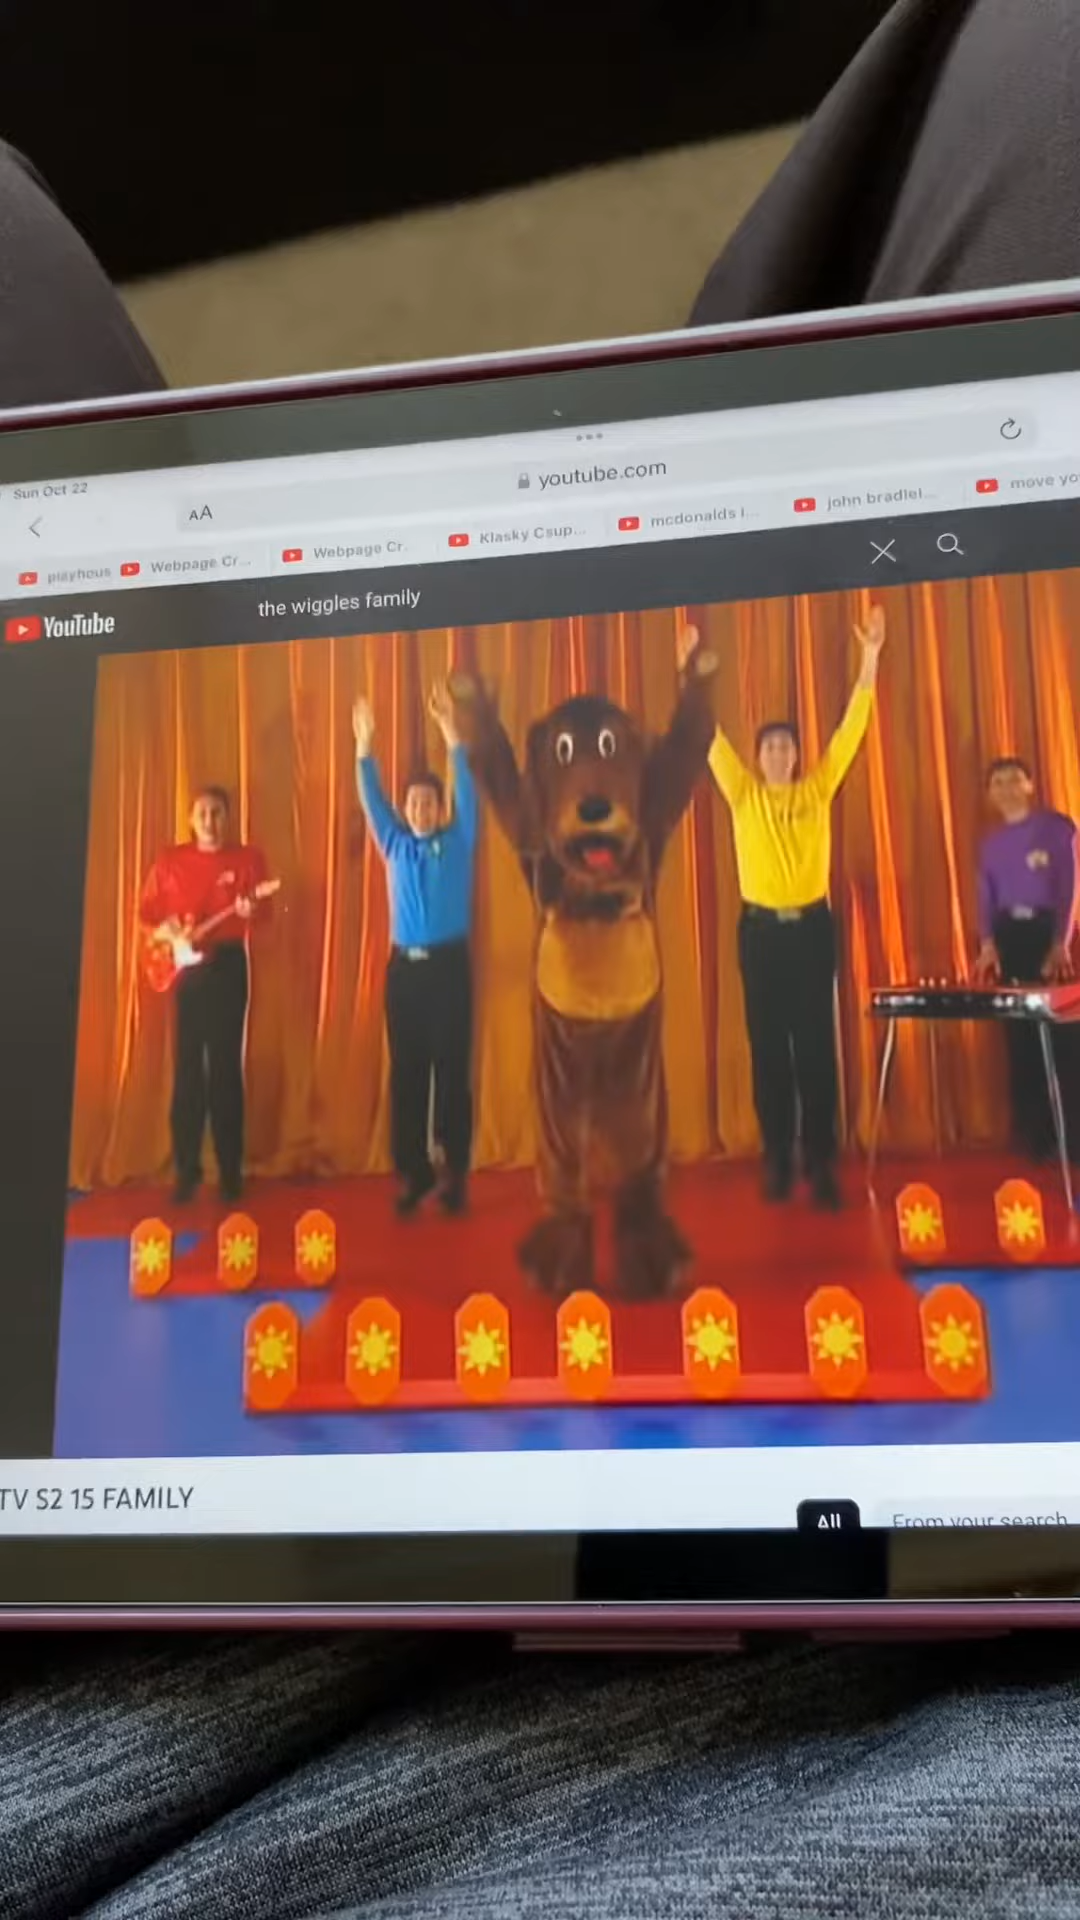 Sun Oct 22
youtube.com
AA
playhous
Webpage Cr...
Webpage Cr.
Klasky Csup...
mcdonalds i...
john bradlel...
move yo
YouTube
the wiggles family
TV S2 15 FAMILY
All
From your search